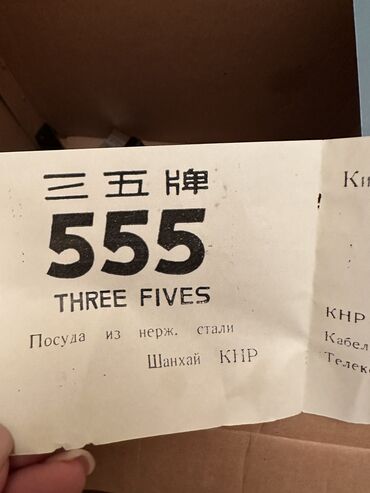 三五牌
555
THREE FIVES
Посуда из нерж. стали
Шанхай КНР
КНР